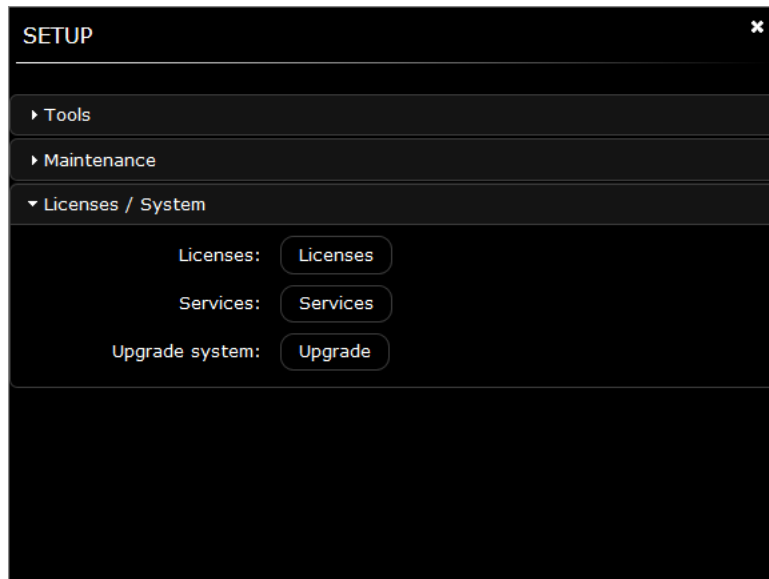 SETUP
Tools
Maintenance
Licenses / System
Licenses: Licenses
Services: Services
Upgrade system: Upgrade